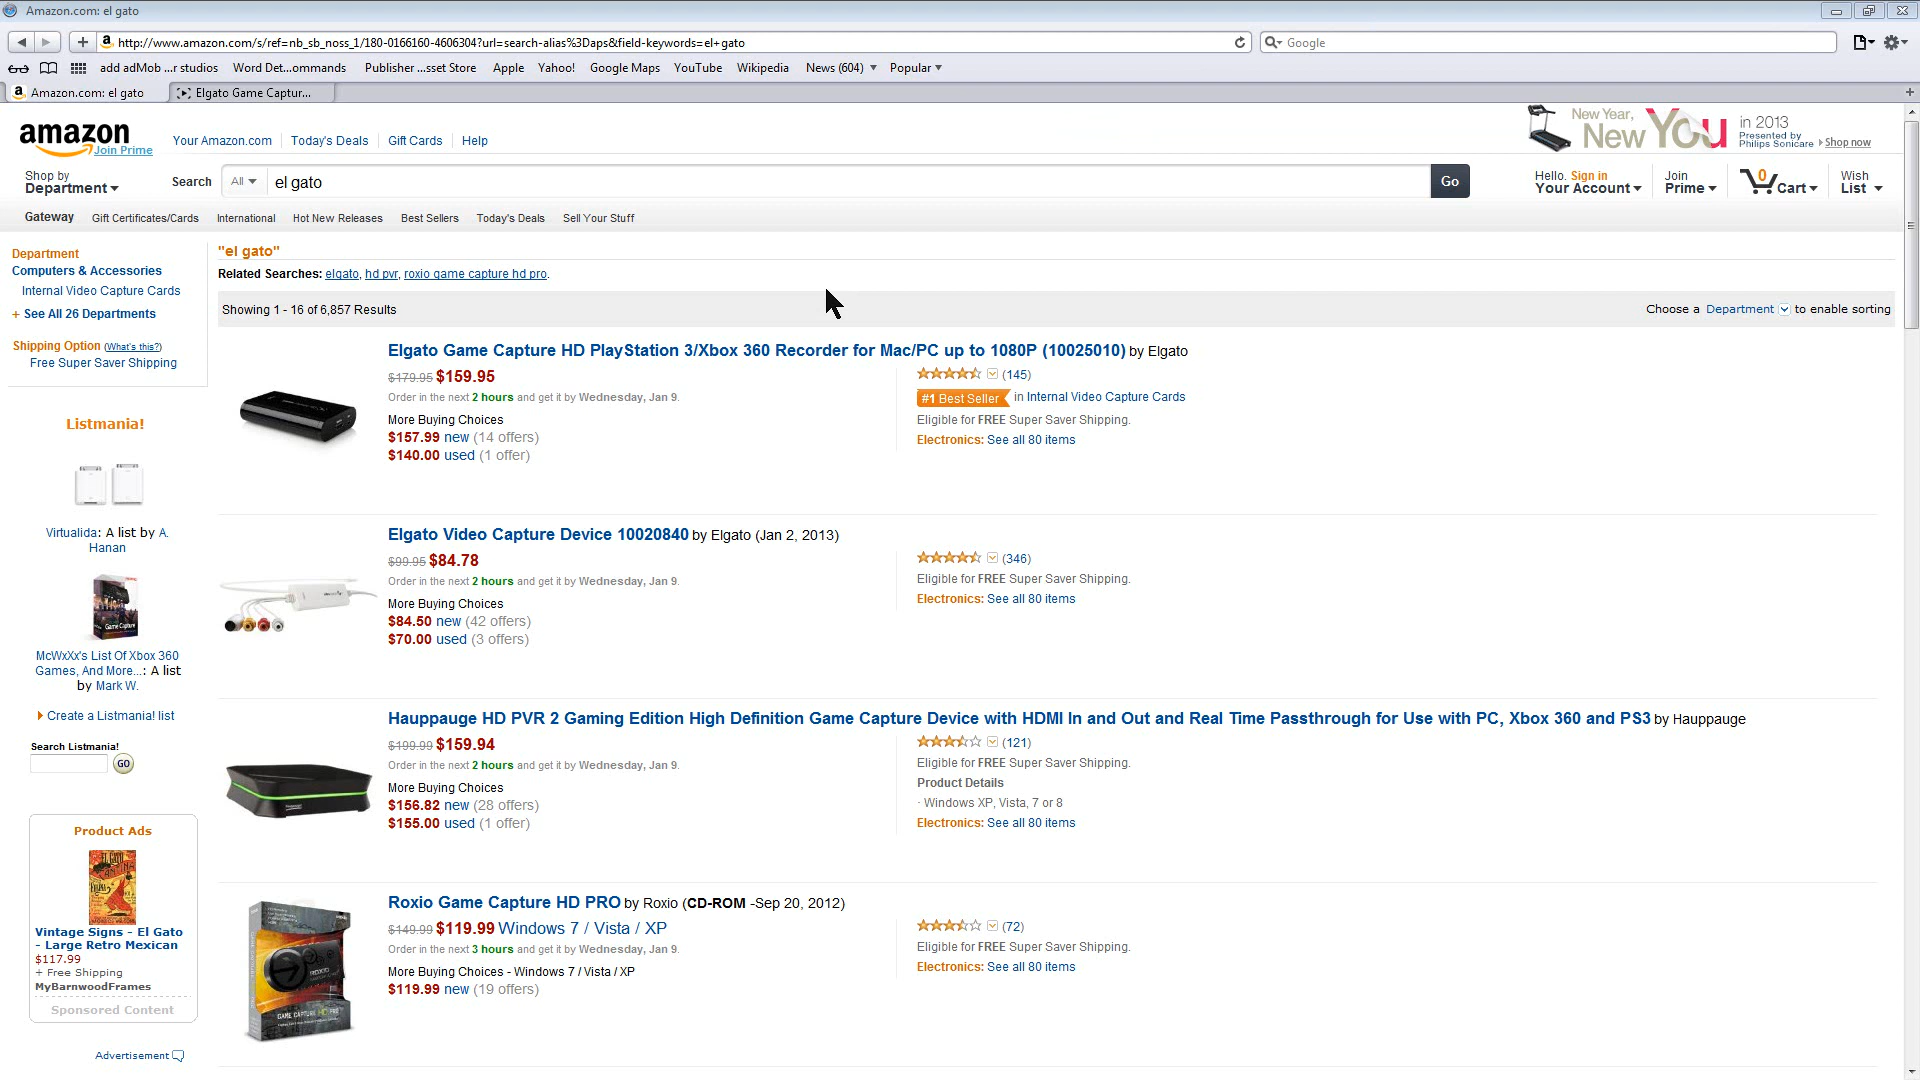 Amazon.com: el gato
http://www.amazon.com/s/ref=nb_sb_noss_1/180-0166160-4606304?url=search-alias%3Daps&field-keywords=el+gato
Google
add adMob ...r studios Word Det...ommands Publisher ...sset Store Apple Yahoo! Google Maps YouTube Wikipedia News (604) Popular
Amazon.com: el gato
Elgato Game Captur...
amazon
Join Prime
Your Amazon.com Today's Deals Gift Cards Help
New Year,
New You
in 2013
Presented by
Philips Sonicare
Shop now
Shop by
Department
Search All el gato Go
Hello. Sign in
Your Account
Join
Prime
0
Cart
Wish
List
Gateway Gift Certificates/Cards International Hot New Releases Best Sellers Today's Deals Sell Your Stuff
Department
Computers & Accessories
Internal Video Capture Cards
+ See All 26 Departments
Shipping Option (What's this?)
Free Super Saver Shipping
Listmania!
Virtualida: A list by A.
Hanan
Game Capture
McWxXx's List Of Xbox 360
Games, And More...: A list
by Mark W.
Create a Listmania! list
Search Listmania!
GO
Product Ads
Vintage Signs - El Gato
- Large Retro Mexican
$117.99
+ Free Shipping
MyBarnwoodFrames
Sponsored Content
Advertisement
"el gato"
Related Searches: elgato, hd pvr, roxio game capture hd pro.
Showing 1 - 16 of 6,857 Results
Choose a Department to enable sorting
Elgato Game Capture HD PlayStation 3/Xbox 360 Recorder for Mac/PC up to 1080P (10025010) by Elgato
$179.95 $159.95
Order in the next 2 hours and get it by Wednesday, Jan 9.
More Buying Choices
$157.99 new (14 offers)
$140.00 used (1 offer)
(145)
#1 Best Seller in Internal Video Capture Cards
Eligible for FREE Super Saver Shipping.
Electronics: See all 80 items
Elgato Video Capture Device 10020840 by Elgato (Jan 2, 2013)
$99.95 $84.78
Order in the next 2 hours and get it by Wednesday, Jan 9.
More Buying Choices
$84.50 new (42 offers)
$70.00 used (3 offers)
(346)
Eligible for FREE Super Saver Shipping.
Electronics: See all 80 items
Hauppauge HD PVR 2 Gaming Edition High Definition Game Capture Device with HDMI In and Out and Real Time Passthrough for Use with PC, Xbox 360 and PS3 by Hauppauge
$199.99 $159.94
Order in the next 2 hours and get it by Wednesday, Jan 9.
More Buying Choices
$156.82 new (28 offers)
$155.00 used (1 offer)
(121)
Eligible for FREE Super Saver Shipping.
Product Details
· Windows XP, Vista, 7 or 8
Electronics: See all 80 items
Roxio Game Capture HD PRO by Roxio (CD-ROM -Sep 20, 2012)
$149.99 $119.99 Windows 7 / Vista / XP
Order in the next 3 hours and get it by Wednesday, Jan 9.
More Buying Choices - Windows 7 / Vista / XP
$119.99 new (19 offers)
(72)
Eligible for FREE Super Saver Shipping.
Electronics: See all 80 items
ROXIO
GAME CAPTURE HD PRO